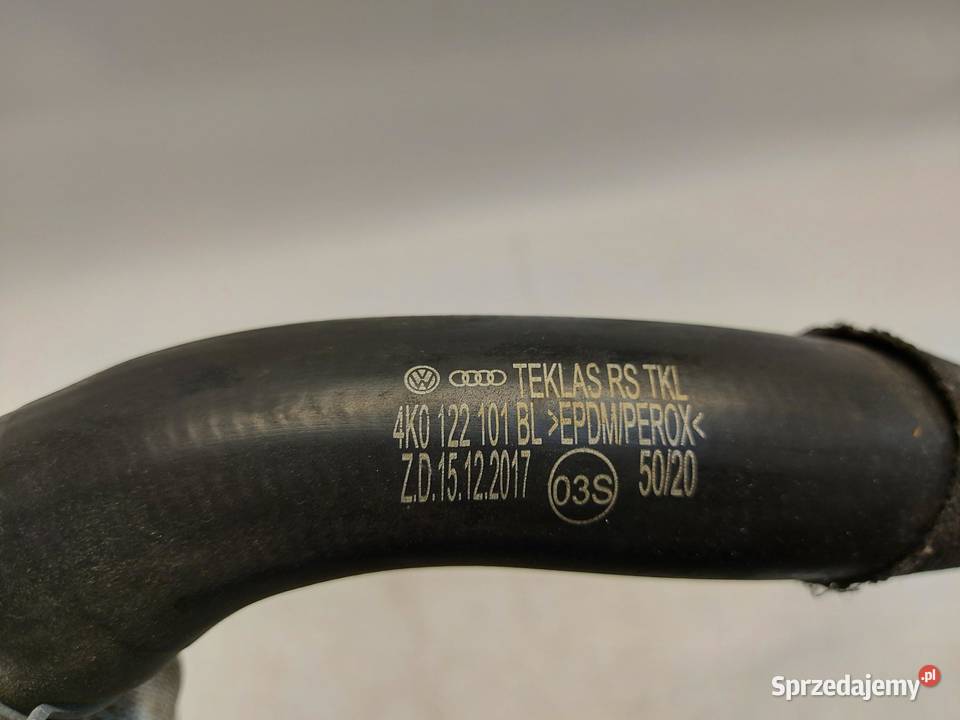 TEKLAS RS TKL
4K0 122 101 BL >EPDM/PEROX<
Z.D.15.12.2017 03S 50/20
Sprzedajemy.pl